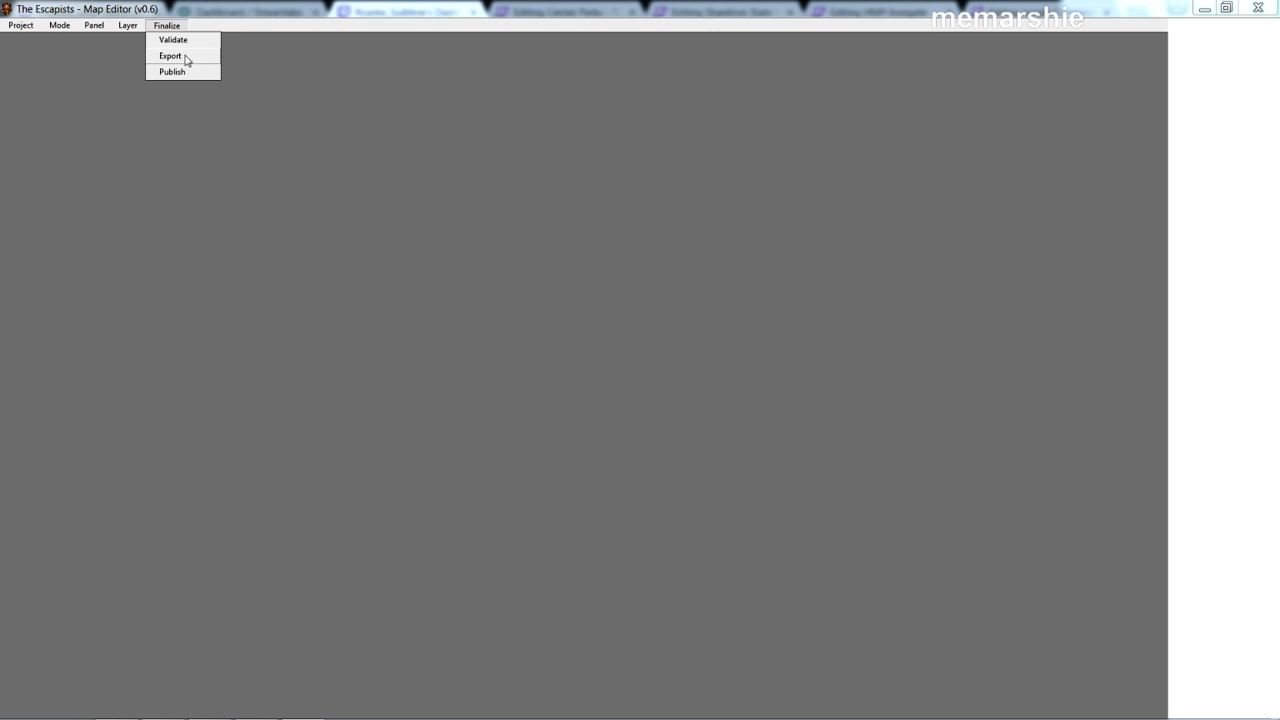 The Escapists - Map Editor (v0.6)
memarshie
Project Mode Panel Layer Finalize
Validate
Export
Publish